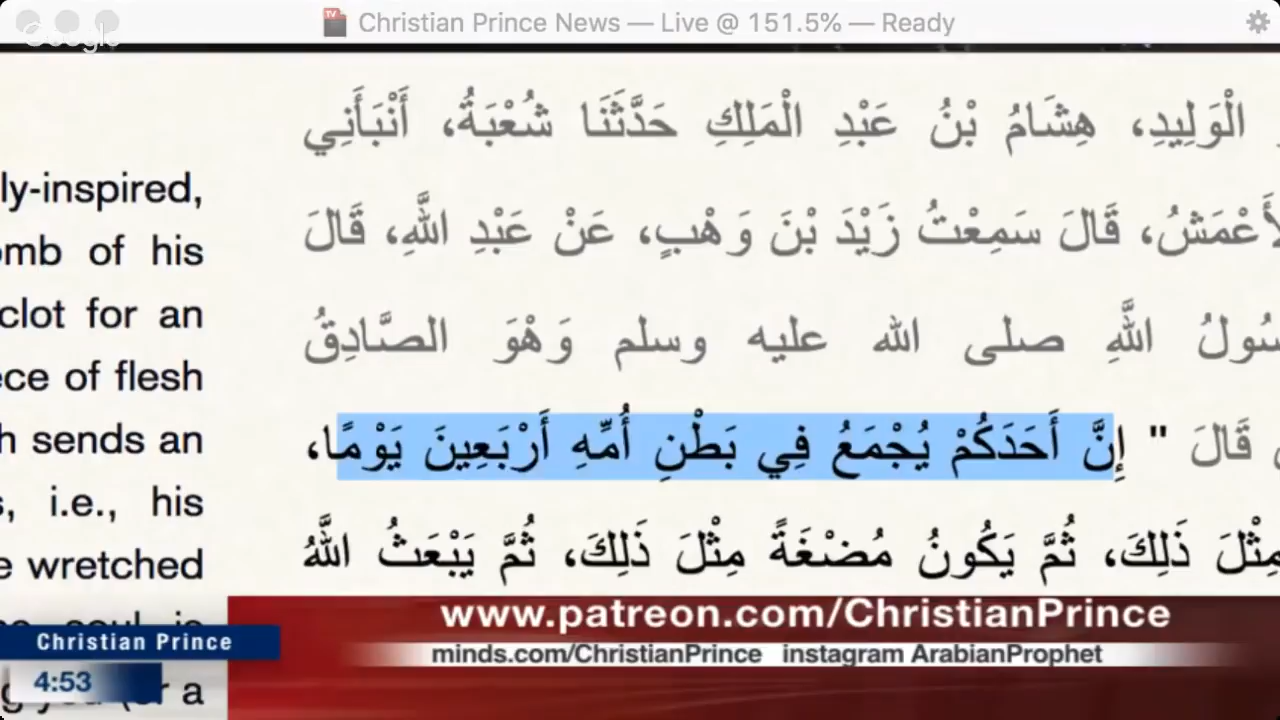 Christian Prince News — Live @ 151.5% — Ready
Google
الْوَلِيدِ، هِشَامُ بْنُ عَبْدِ الْمَلِكِ حَدَّثَنَا شُعْبَةُ، أَنْبَأَنِي
قَالَ سَمِعْتُ زَيْدَ بْنَ وَهْبٍ، عَنْ عَبْدِ اللَّهِ، قَالَ
اللَّهِ صلى الله عليه وسلم وَهْوَ الصَّادِقُ
قَالَ " إِنَّ أَحَدَكُمْ يُجْمَعُ فِي بَطْنِ أُمِّهِ أَرْبَعِينَ يَوْمًا،
مِثْلَ ذَلِكَ، ثُمَّ يَكُونُ مُضْغَةً مِثْلَ ذَلِكَ، ثُمَّ يَبْعَثُ اللَّهُ
ly-inspired,
omb of his
clot for an
ece of flesh
h sends an
s, i.e., his
e wretched
www.patreon.com/ChristianPrince
minds.com/ChristianPrince instagram ArabianProphet
Christian Prince
4:53